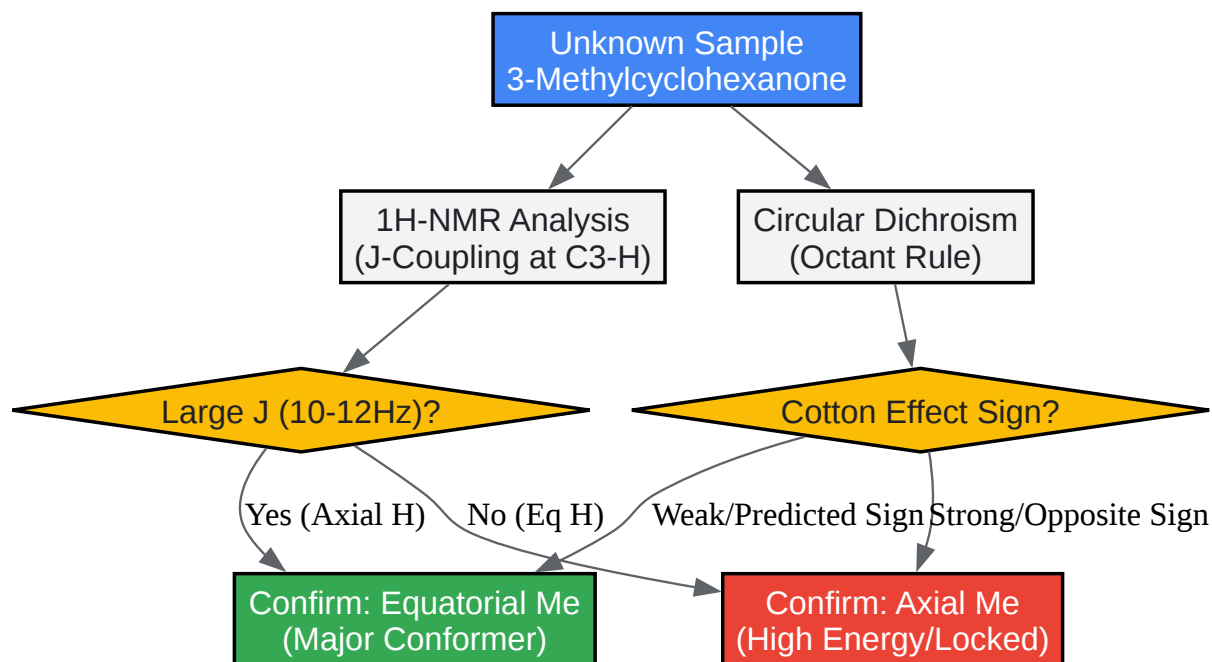 Unknown Sample
3-Methylcyclohexanone
1H-NMR Analysis
(J-Coupling at C3-H)
Circular Dichroism
(Octant Rule)
Large J (10-12Hz)?
Cotton Effect Sign?
Yes (Axial H)
No (Eq H)
Weak/Predicted Sign
Strong/Opposite Sign
Confirm: Equatorial Me
(Major Conformer)
Confirm: Axial Me
(High Energy/Locked)